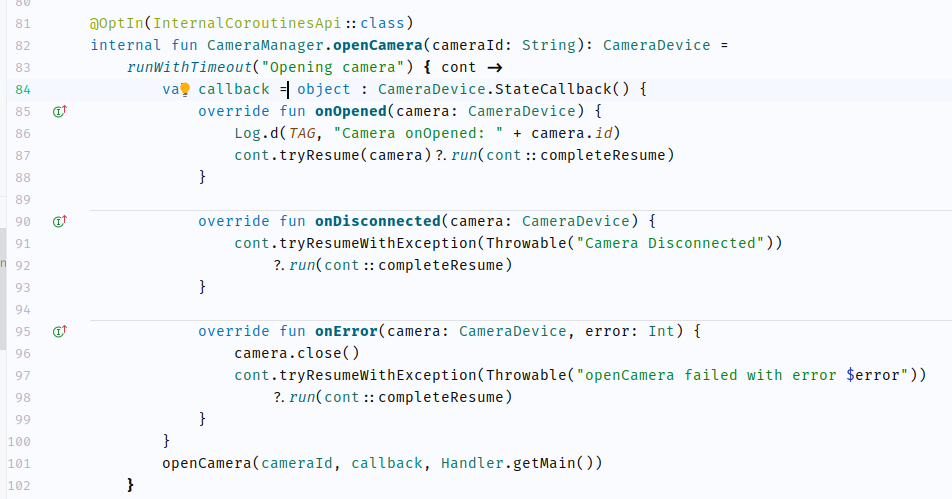 80
81 @OptIn(InternalCoroutinesApi::class)
82 internal fun CameraManager.openCamera(cameraId: String): CameraDevice =
83 runWithTimeout("Opening camera") { cont ->
84 va callback = object : CameraDevice.StateCallback() {
85 override fun onOpened(camera: CameraDevice) {
86 Log.d(TAG, "Camera onOpened: " + camera.id)
87 cont.tryResume(camera)?.run(cont::completeResume)
88 }
89
90 override fun onDisconnected(camera: CameraDevice) {
91 cont.tryResumeWithException(Throwable("Camera Disconnected"))
92 ?.run(cont::completeResume)
93 }
94
95 override fun onError(camera: CameraDevice, error: Int) {
96 camera.close()
97 cont.tryResumeWithException(Throwable("openCamera failed with error $error"))
98 ?.run(cont::completeResume)
99 }
100 }
101 openCamera(cameraId, callback, Handler.getMain())
102 }